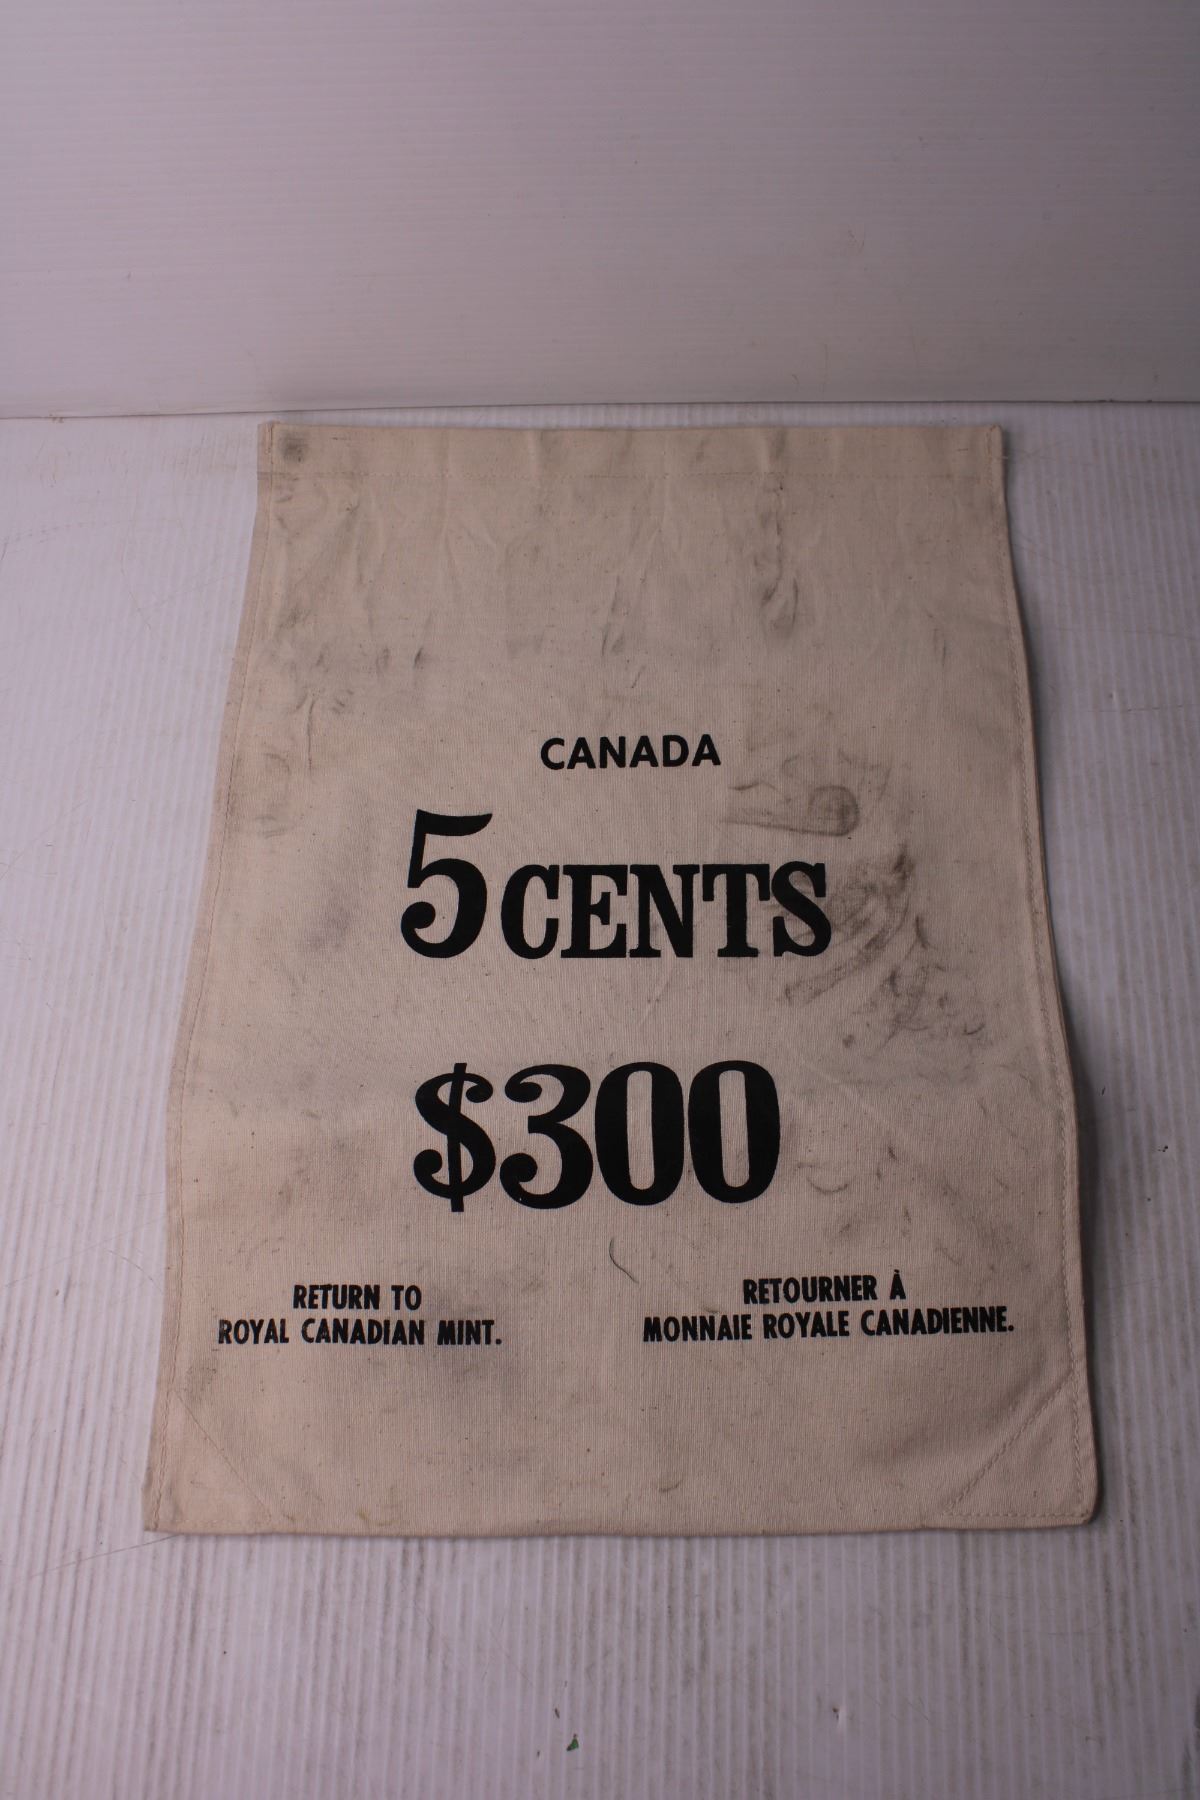 CANADA
5 CENTS
$300
RETURN TO
ROYAL CANADIAN MINT.
RETOURNER À
MONNAIE ROYALE CANADIENNE.